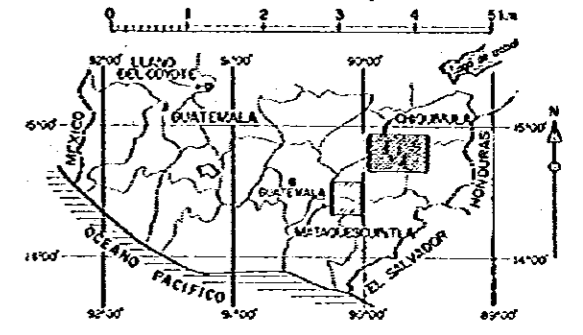 0 1 2 3 4 5 km
92°00' 91°00' 90°00'
LLANO
DEL COYOTE
GUATEMALA
CHIQUIMULA
15°00' 15°00'
MEXICO
HONDURAS
N
GUATEMALA
MATAQUESCUINTLA
EL SALVADOR
14°00' 14°00'
OCEANO PACIFICO
92°00' 91°00' 90°00' 89°00'